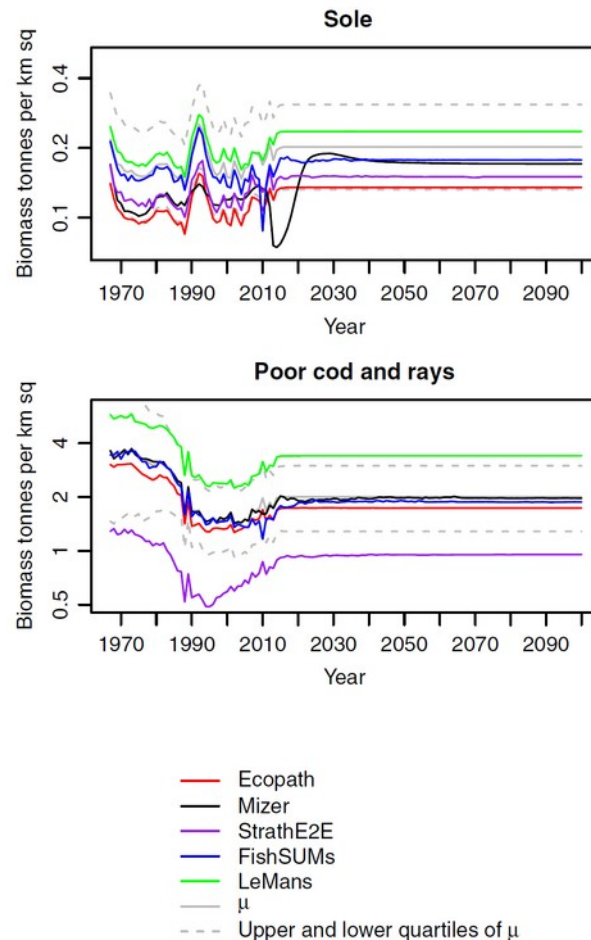 Sole
Biomass tonnes per km sq
0.4
0.2
0.1
1970 1990 2010 2030 2050 2070 2090
Year
Poor cod and rays
Biomass tonnes per km sq
4
2
1
0.5
1970 1990 2010 2030 2050 2070 2090
Year
Ecopath
Mizer
StrathE2E
FishSUMs
LeMans
μ
Upper and lower quartiles of μ